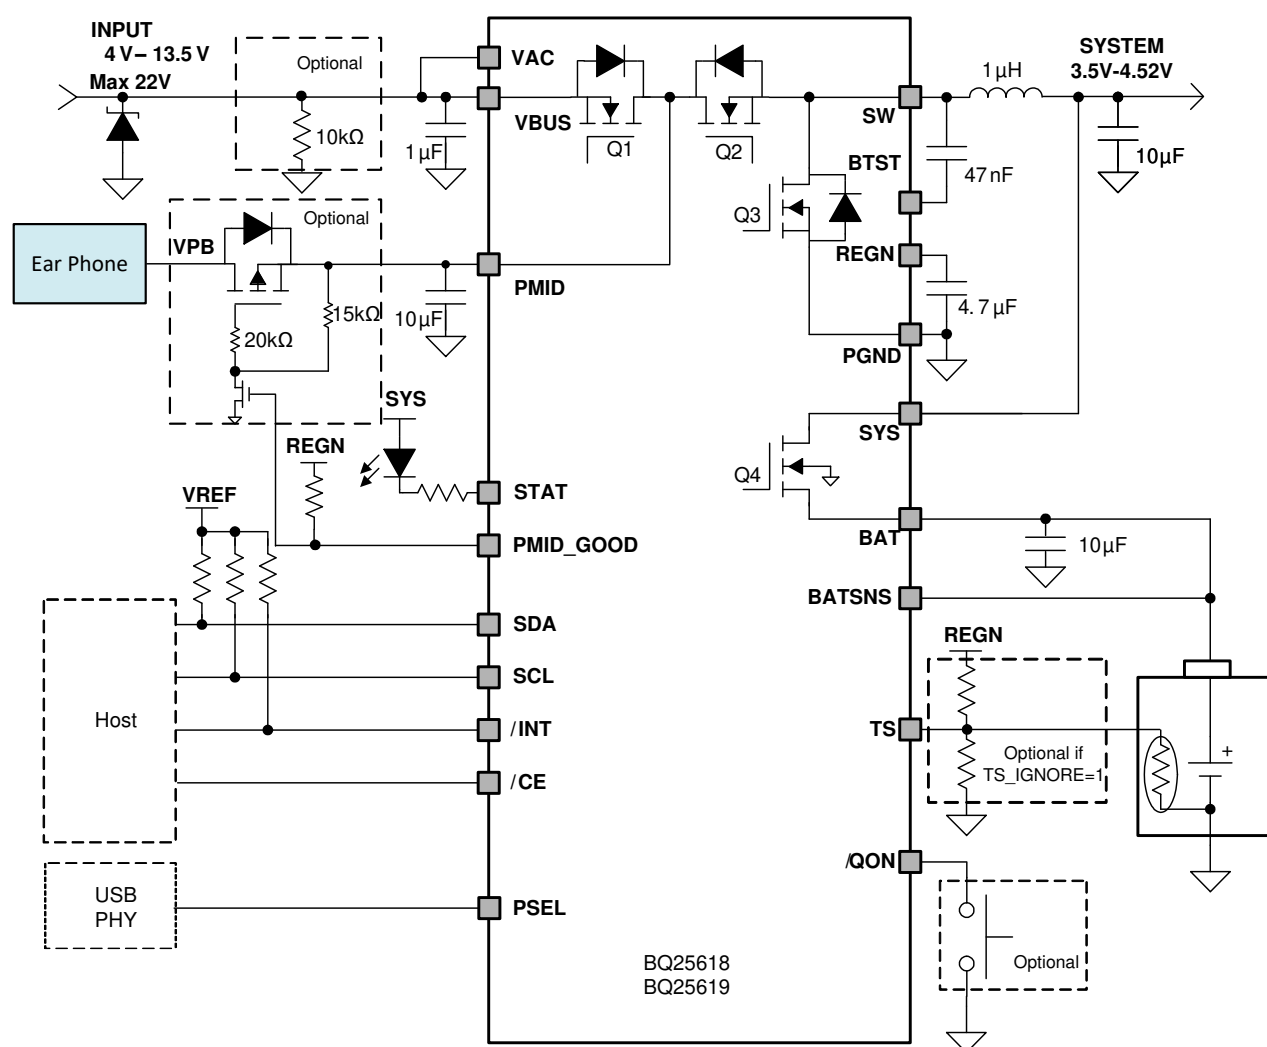 INPUT
4 V – 13.5 V
Max 22V
Optional
10kΩ
1 µF
VAC
VBUS
Q1
Q2
SW
1 µH
SYSTEM
3.5V-4.52V
10µF
BTST
47 nF
Q3
REGN
4. 7 µF
PGND
Optional
VPB
Ear Phone
15kΩ
20kΩ
10µF
PMID
SYS
SYS
REGN
STAT
Q4
VREF
PMID_GOOD
BAT
10µF
BATSNS
SDA
REGN
SCL
Host
/INT
TS
Optional if
TS_IGNORE=1
+
/CE
/QON
USB
PHY
PSEL
Optional
BQ25618
BQ25619